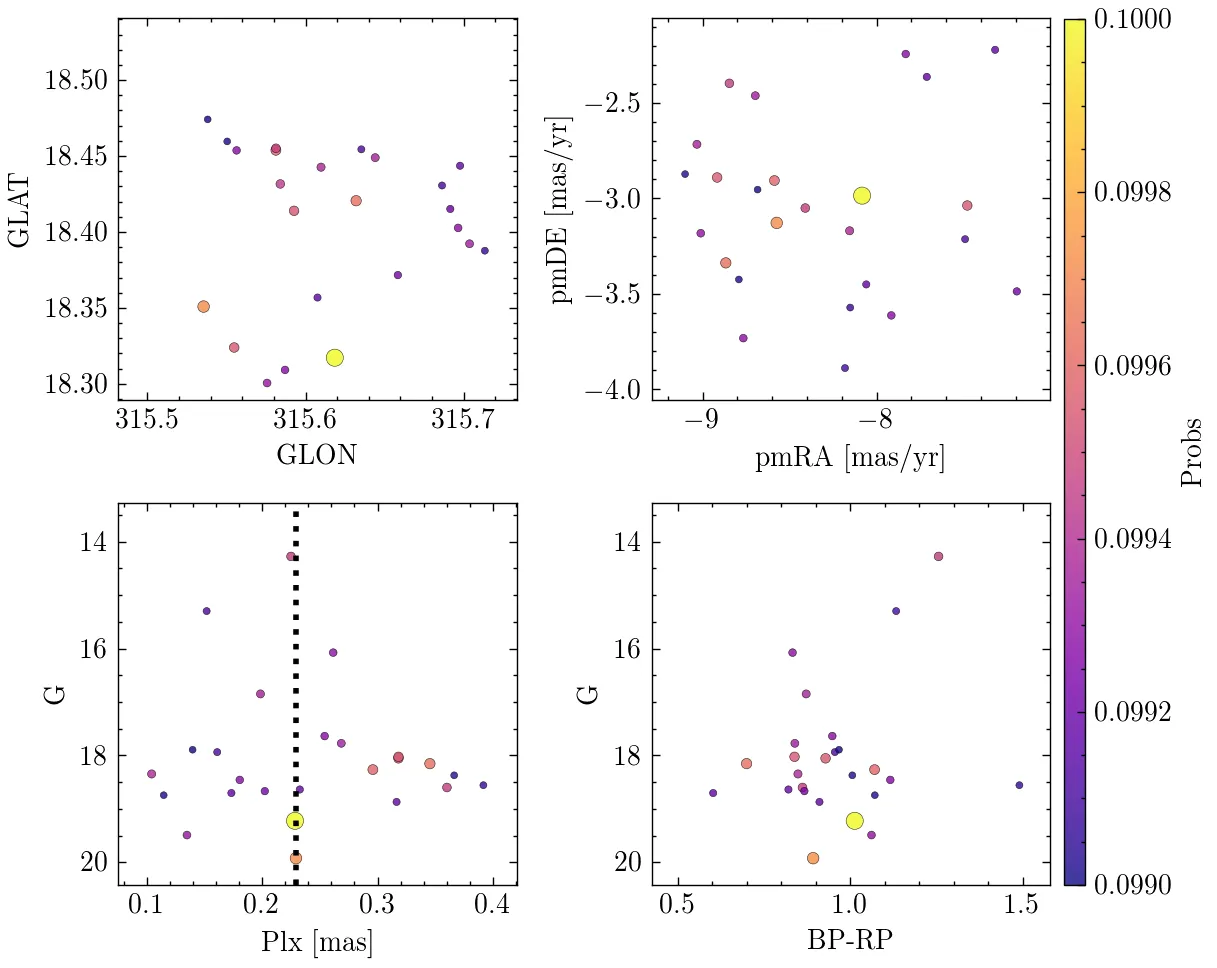 18.50
18.45
18.40
18.35
18.30
GLAT
315.5 315.6 315.7
GLON
−2.5
−3.0
−3.5
−4.0
pmDE [mas/yr]
−9 −8
pmRA [mas/yr]
0.1000
0.0998
0.0996
0.0994
0.0992
0.0990
Probs
14
16
18
20
G
0.1 0.2 0.3 0.4
Plx [mas]
14
16
18
20
G
0.5 1.0 1.5
BP-RP